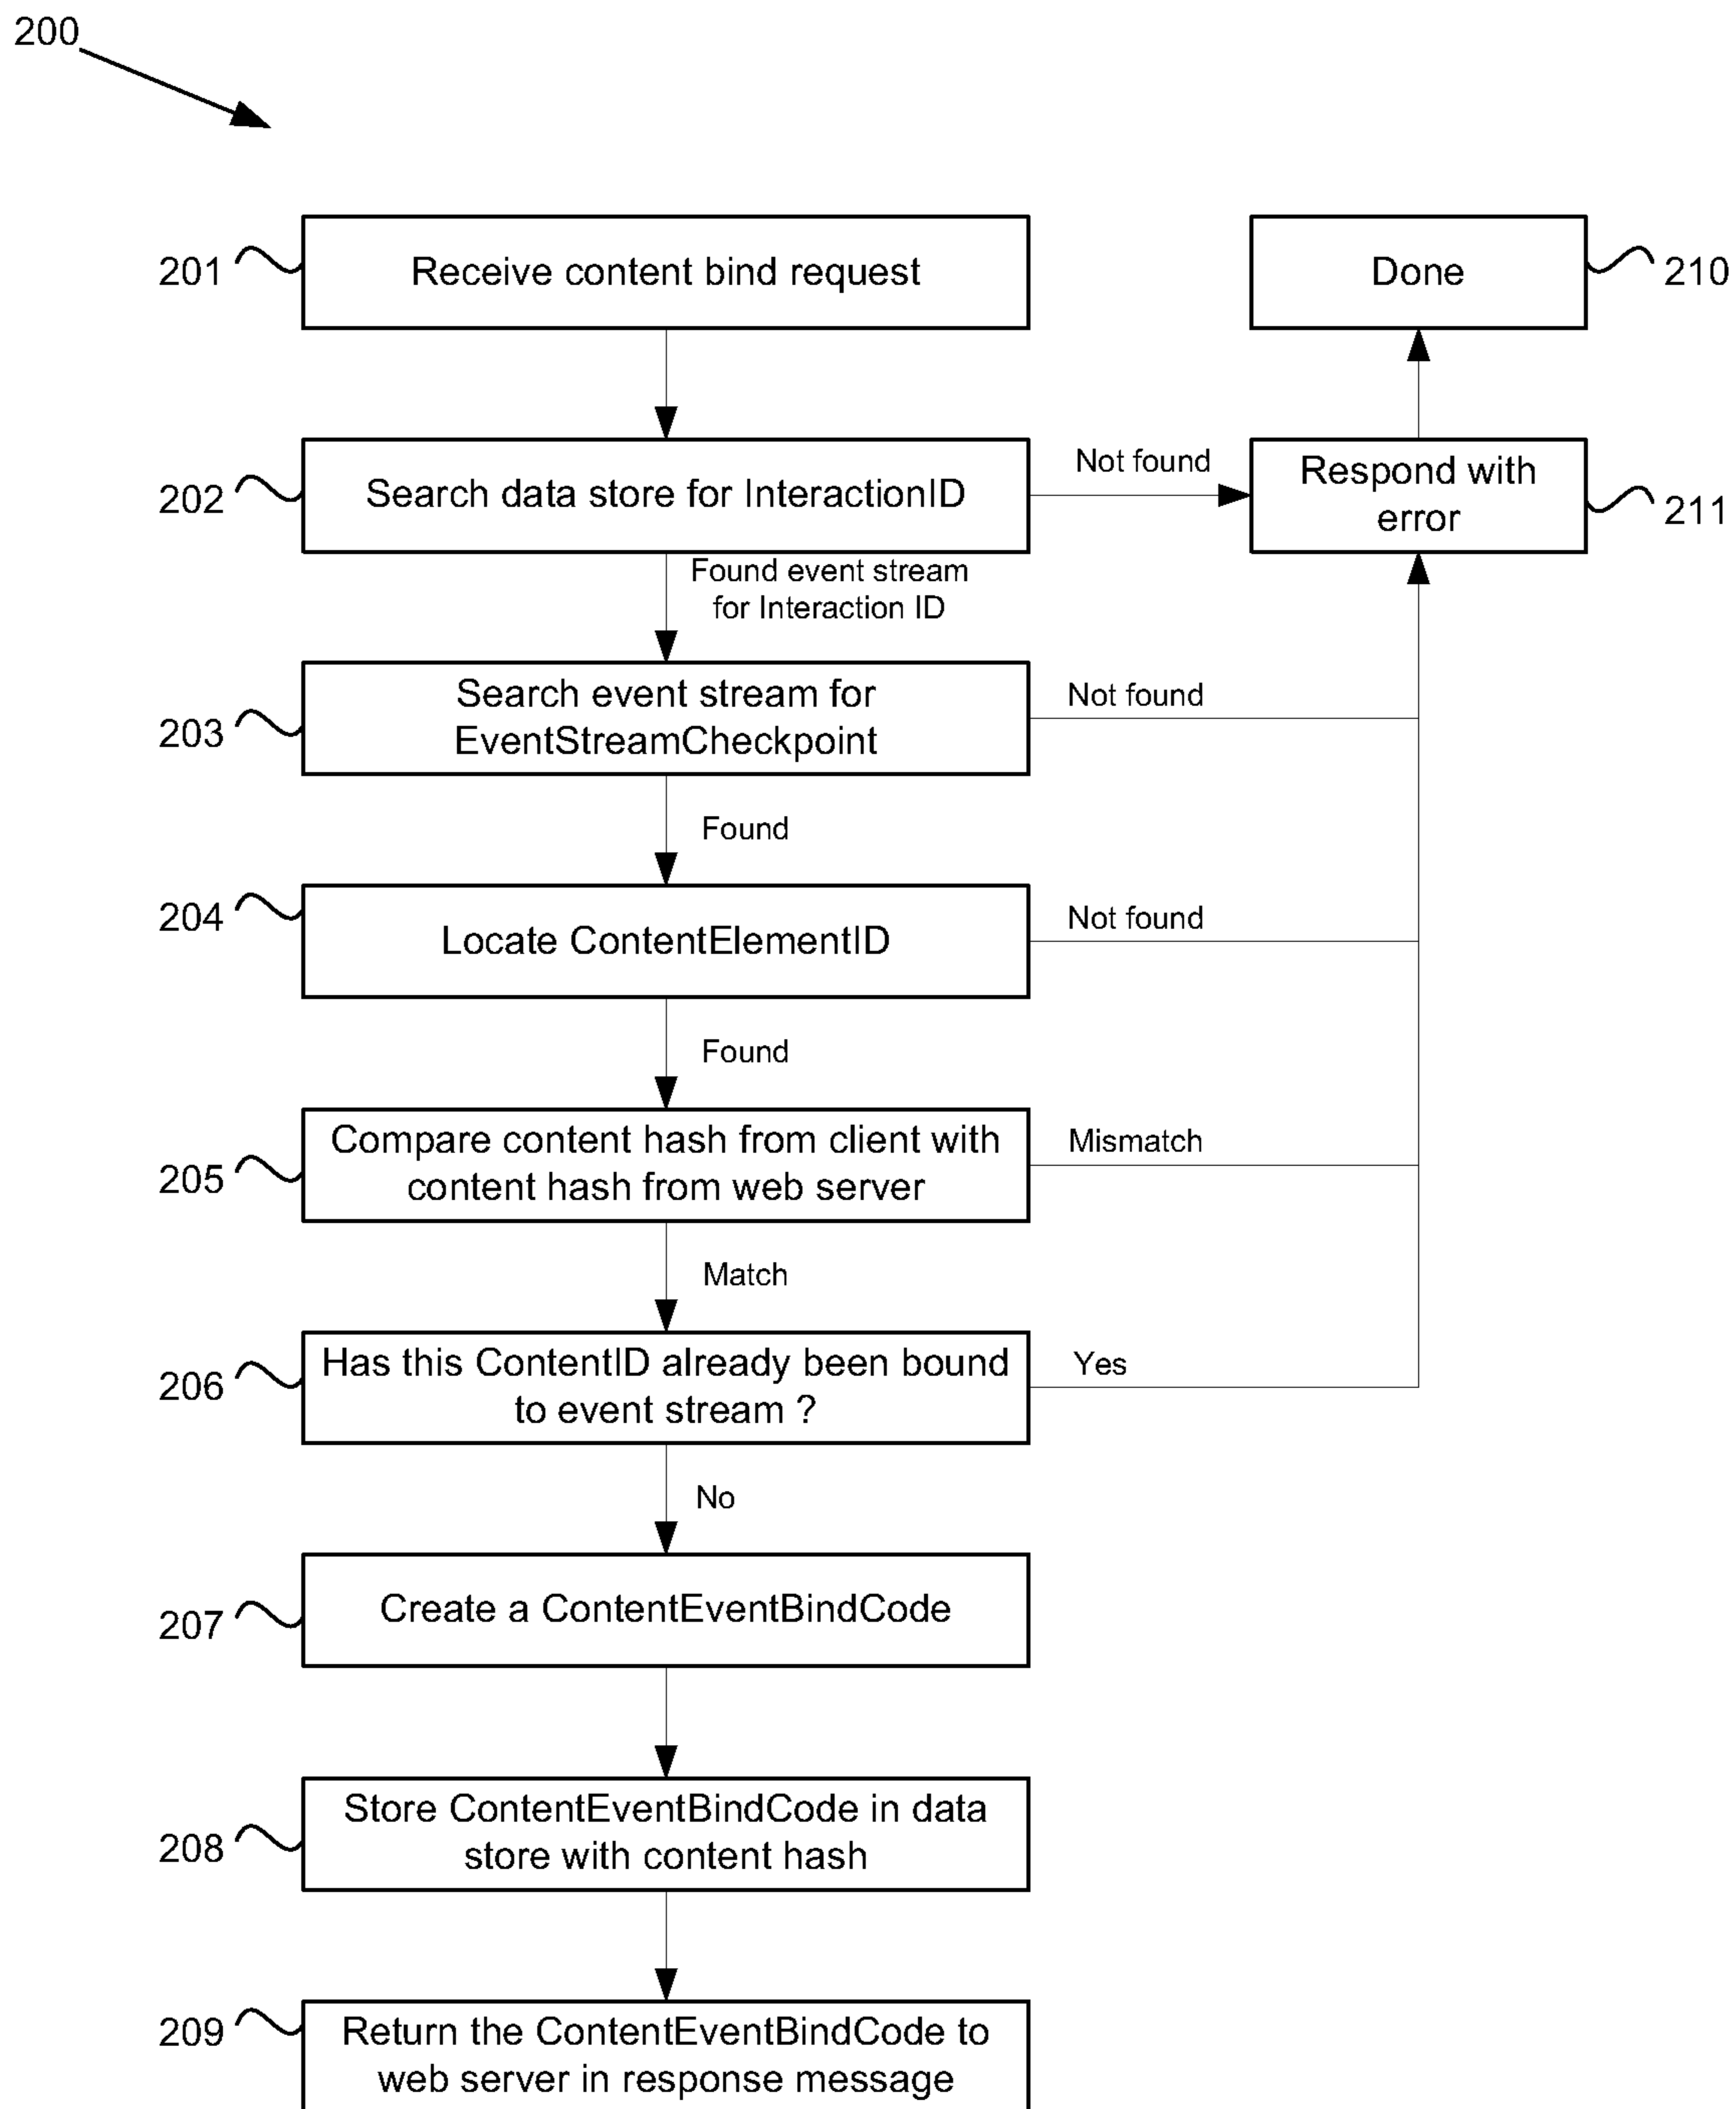 200
201
Receive content bind request
Done
210
202
Search data store for InteractionID
Not found
Respond with
error
211
Found event stream
for Interaction ID
203
Search event stream for
EventStreamCheckpoint
Not found
Found
204
Locate ContentElementID
Not found
Found
205
Compare content hash from client with
content hash from web server
Mismatch
Match
206
Has this ContentID already been bound
to event stream ?
Yes
No
207
Create a ContentEventBindCode
208
Store ContentEventBindCode in data
store with content hash
209
Return the ContentEventBindCode to
web server in response message